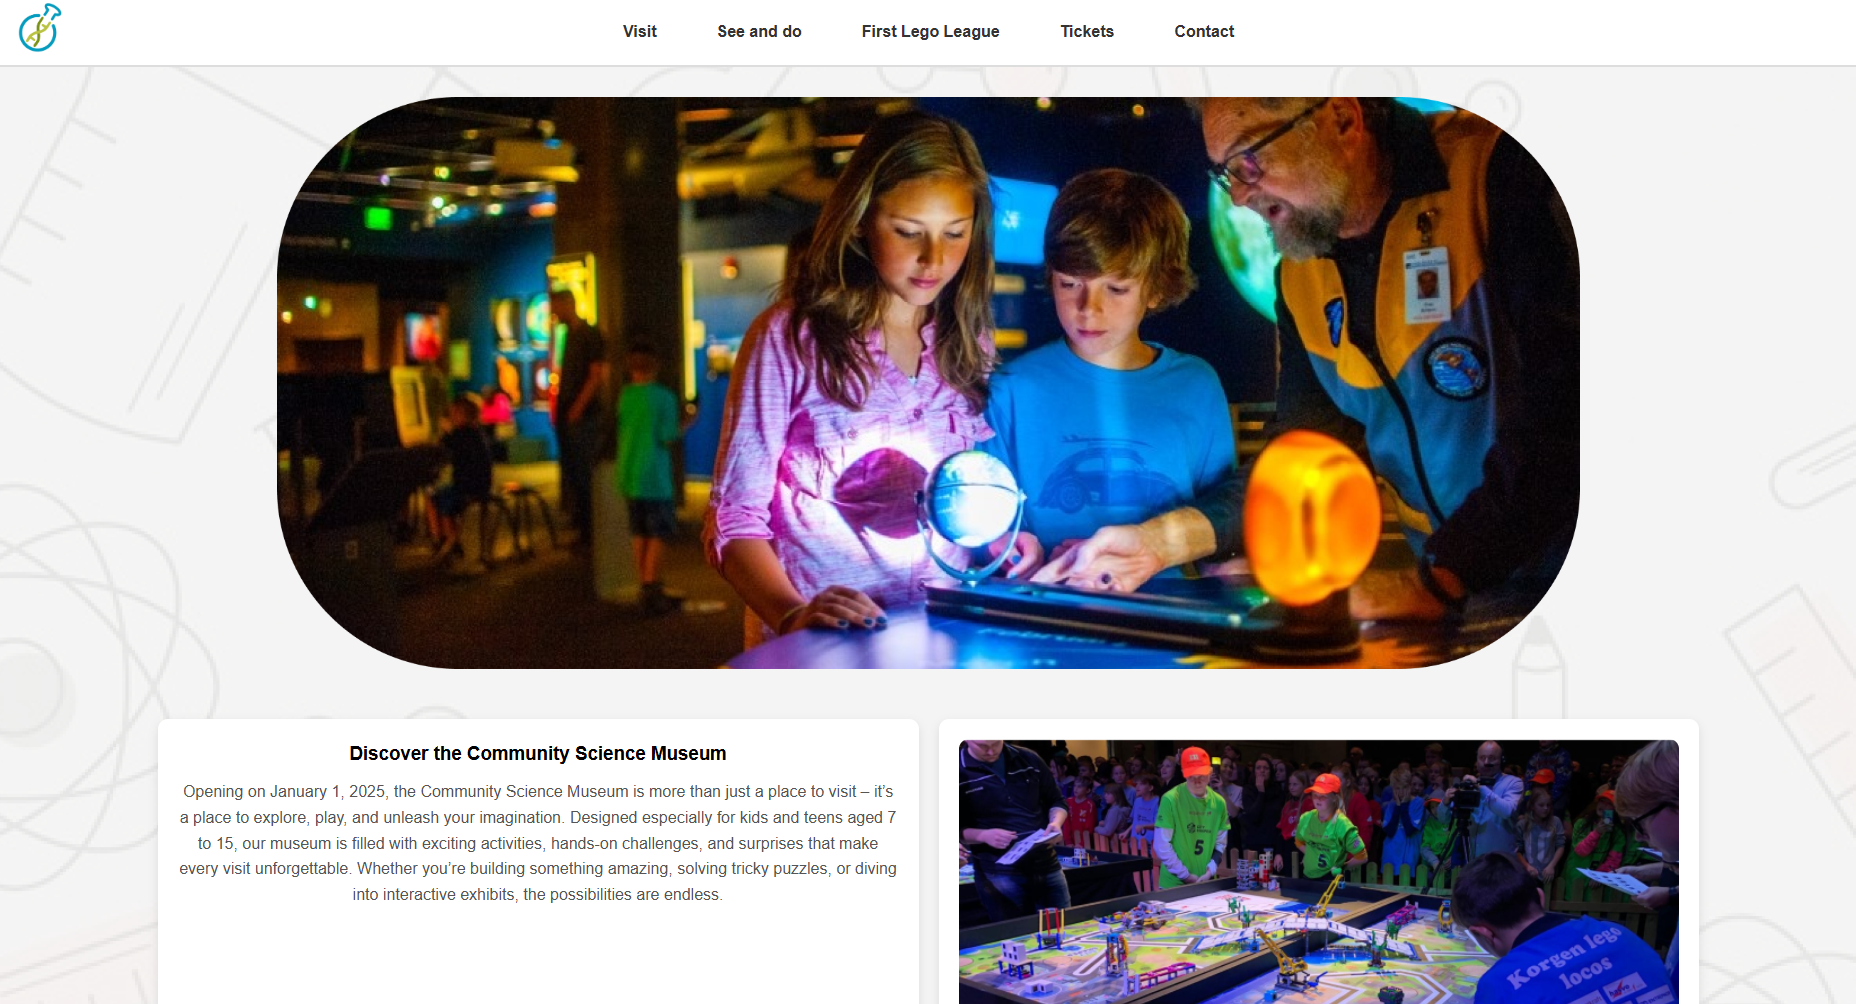 Visit
See and do
First Lego League
Tickets
Contact
Discover the Community Science Museum
Opening on January 1, 2025, the Community Science Museum is more than just a place to visit – it’s
a place to explore, play, and unleash your imagination. Designed especially for kids and teens aged 7
to 15, our museum is filled with exciting activities, hands-on challenges, and surprises that make
every visit unforgettable. Whether you’re building something amazing, solving tricky puzzles, or diving
into interactive exhibits, the possibilities are endless.
5
5
Korgen lego
locos